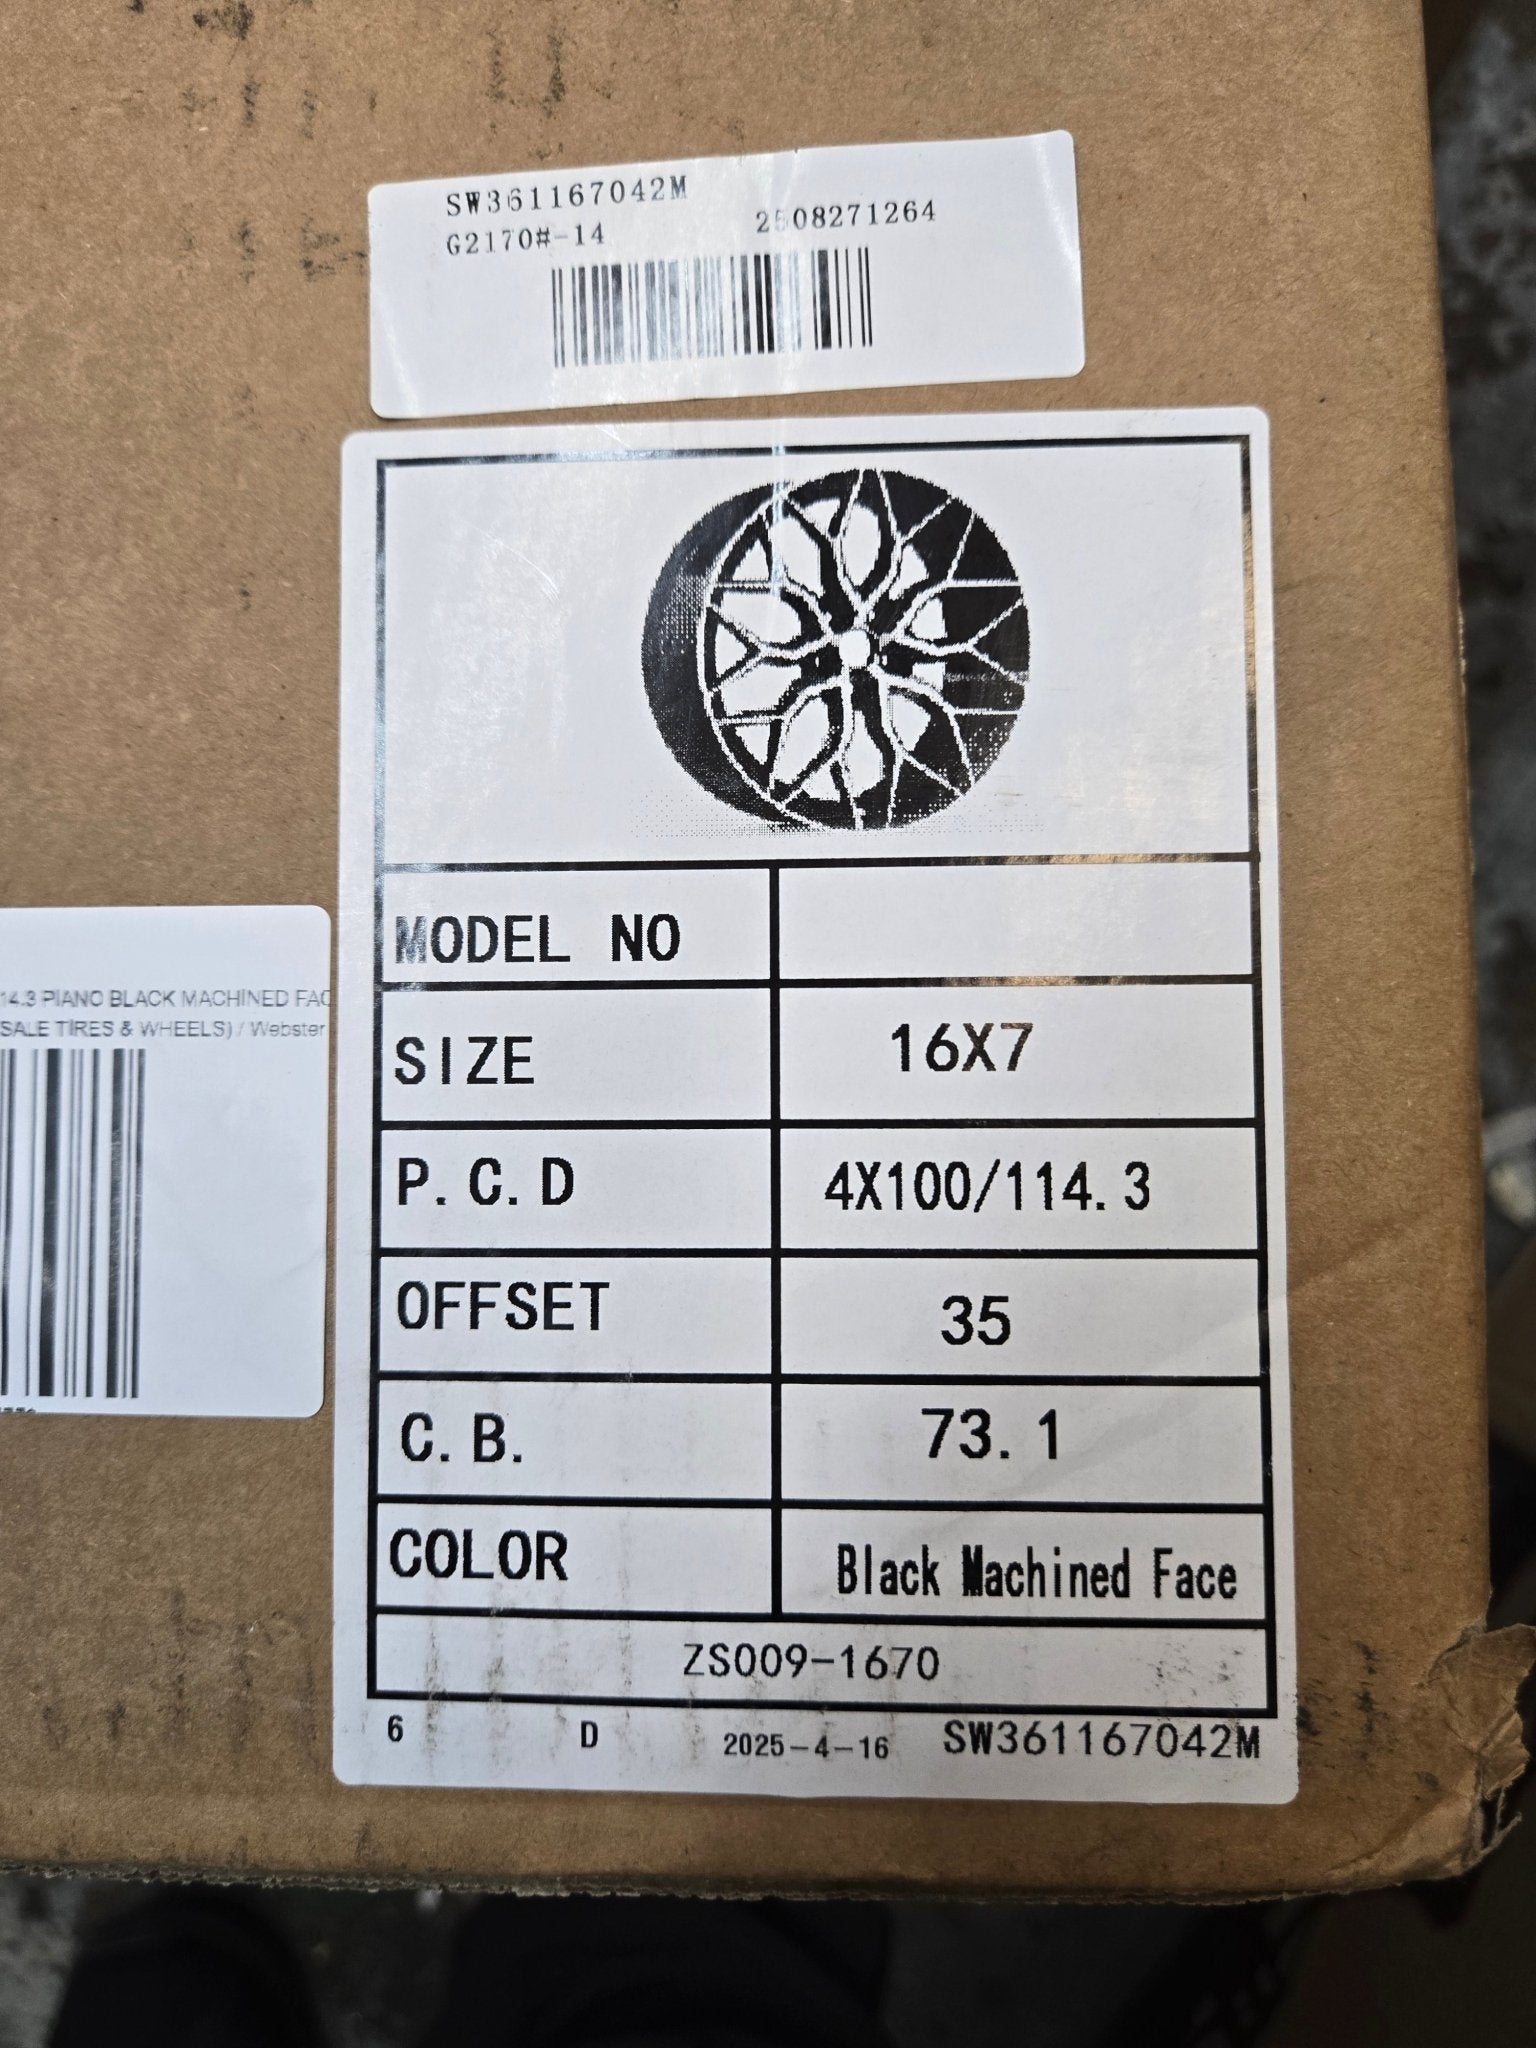 SW361167042M
G2170#-14 2508271264
14.3 PIANO BLACK MACHINED FAC
SALE TIRES & WHEELS) / Webster
MODEL NO
SIZE 16X7
P.C.D 4X100/114.3
OFFSET 35
C.B. 73.1
COLOR Black Machined Face
ZS009-1670
6 D 2025-4-16 SW361167042M